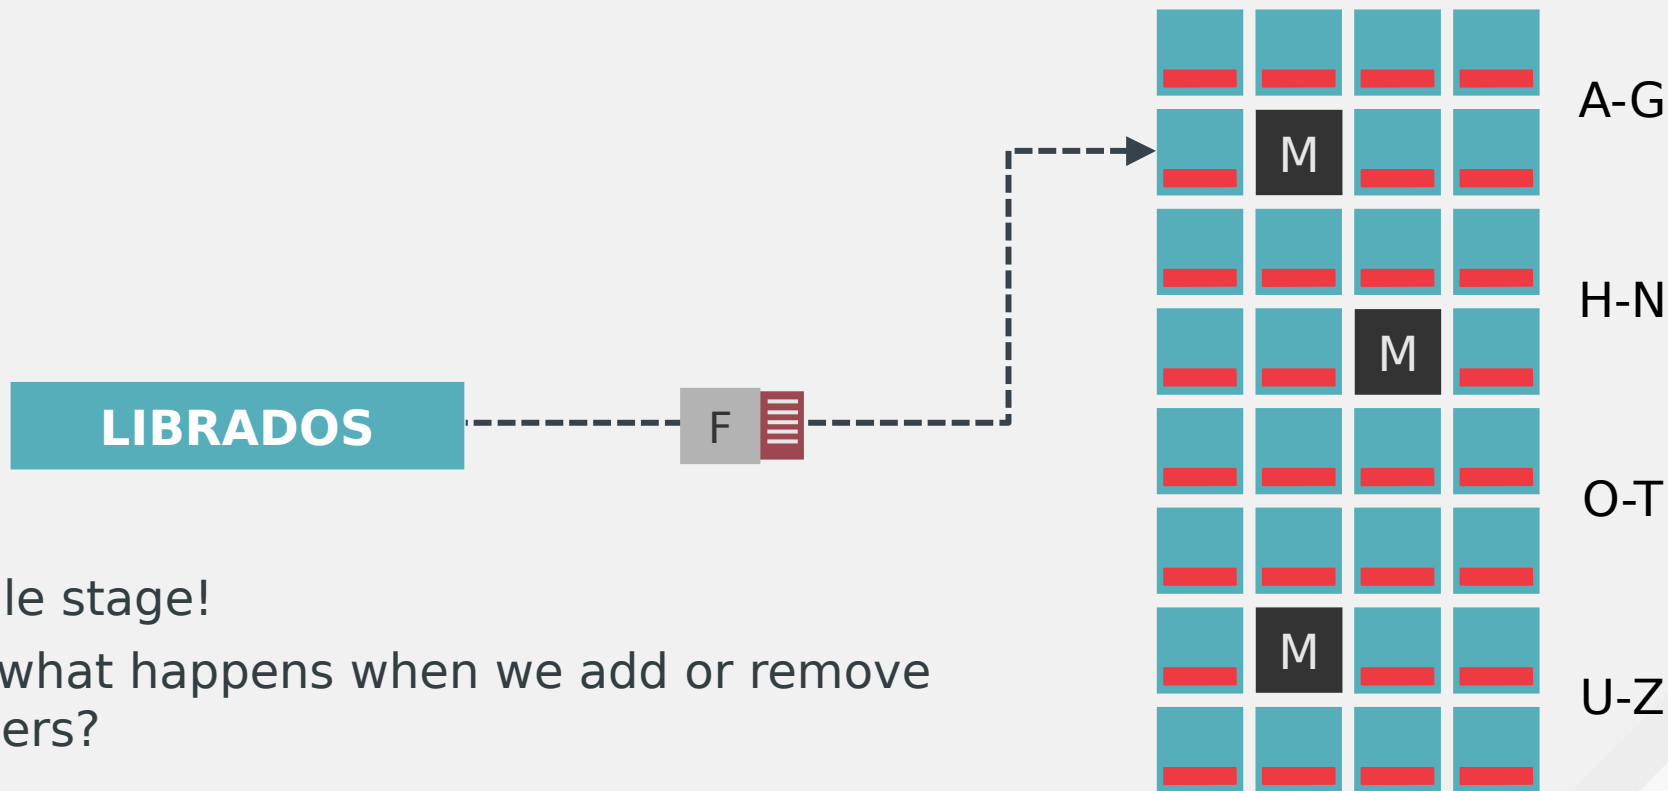 A-G
M
H-N
M
LIBRADOS
F
O-T
le stage!
M
what happens when we add or remove
U-Z
ers?